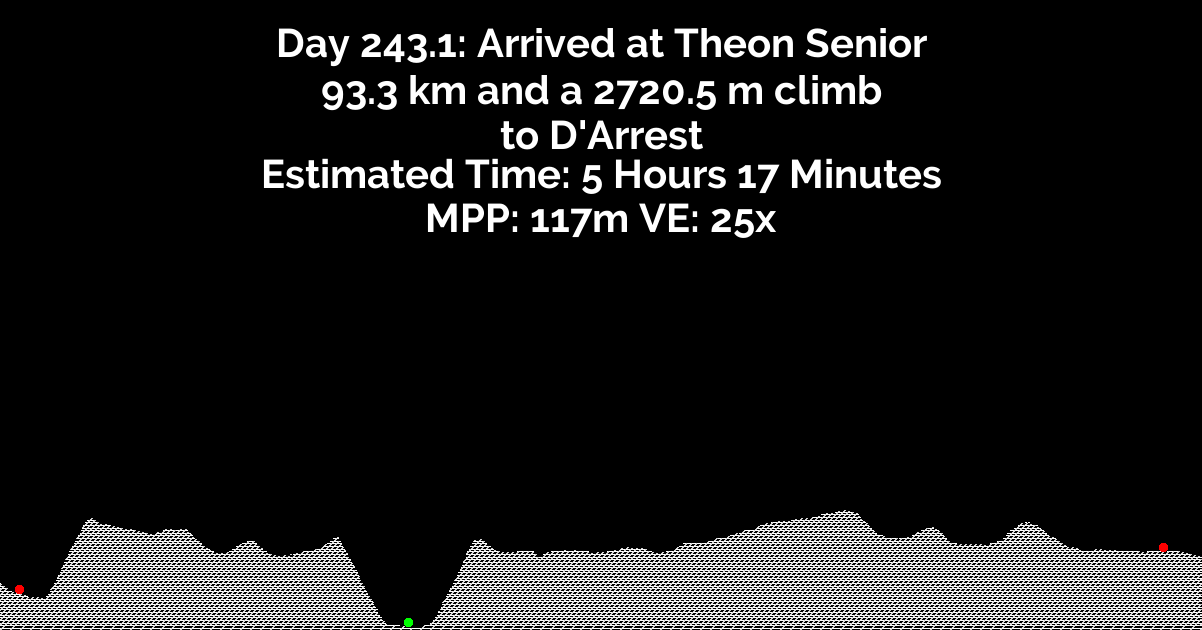 Day 243.1: Arrived at Theon Senior
93.3 km and a 2720.5 m climb
to D'Arrest
Estimated Time: 5 Hours 17 Minutes
MPP: 117m VE: 25x